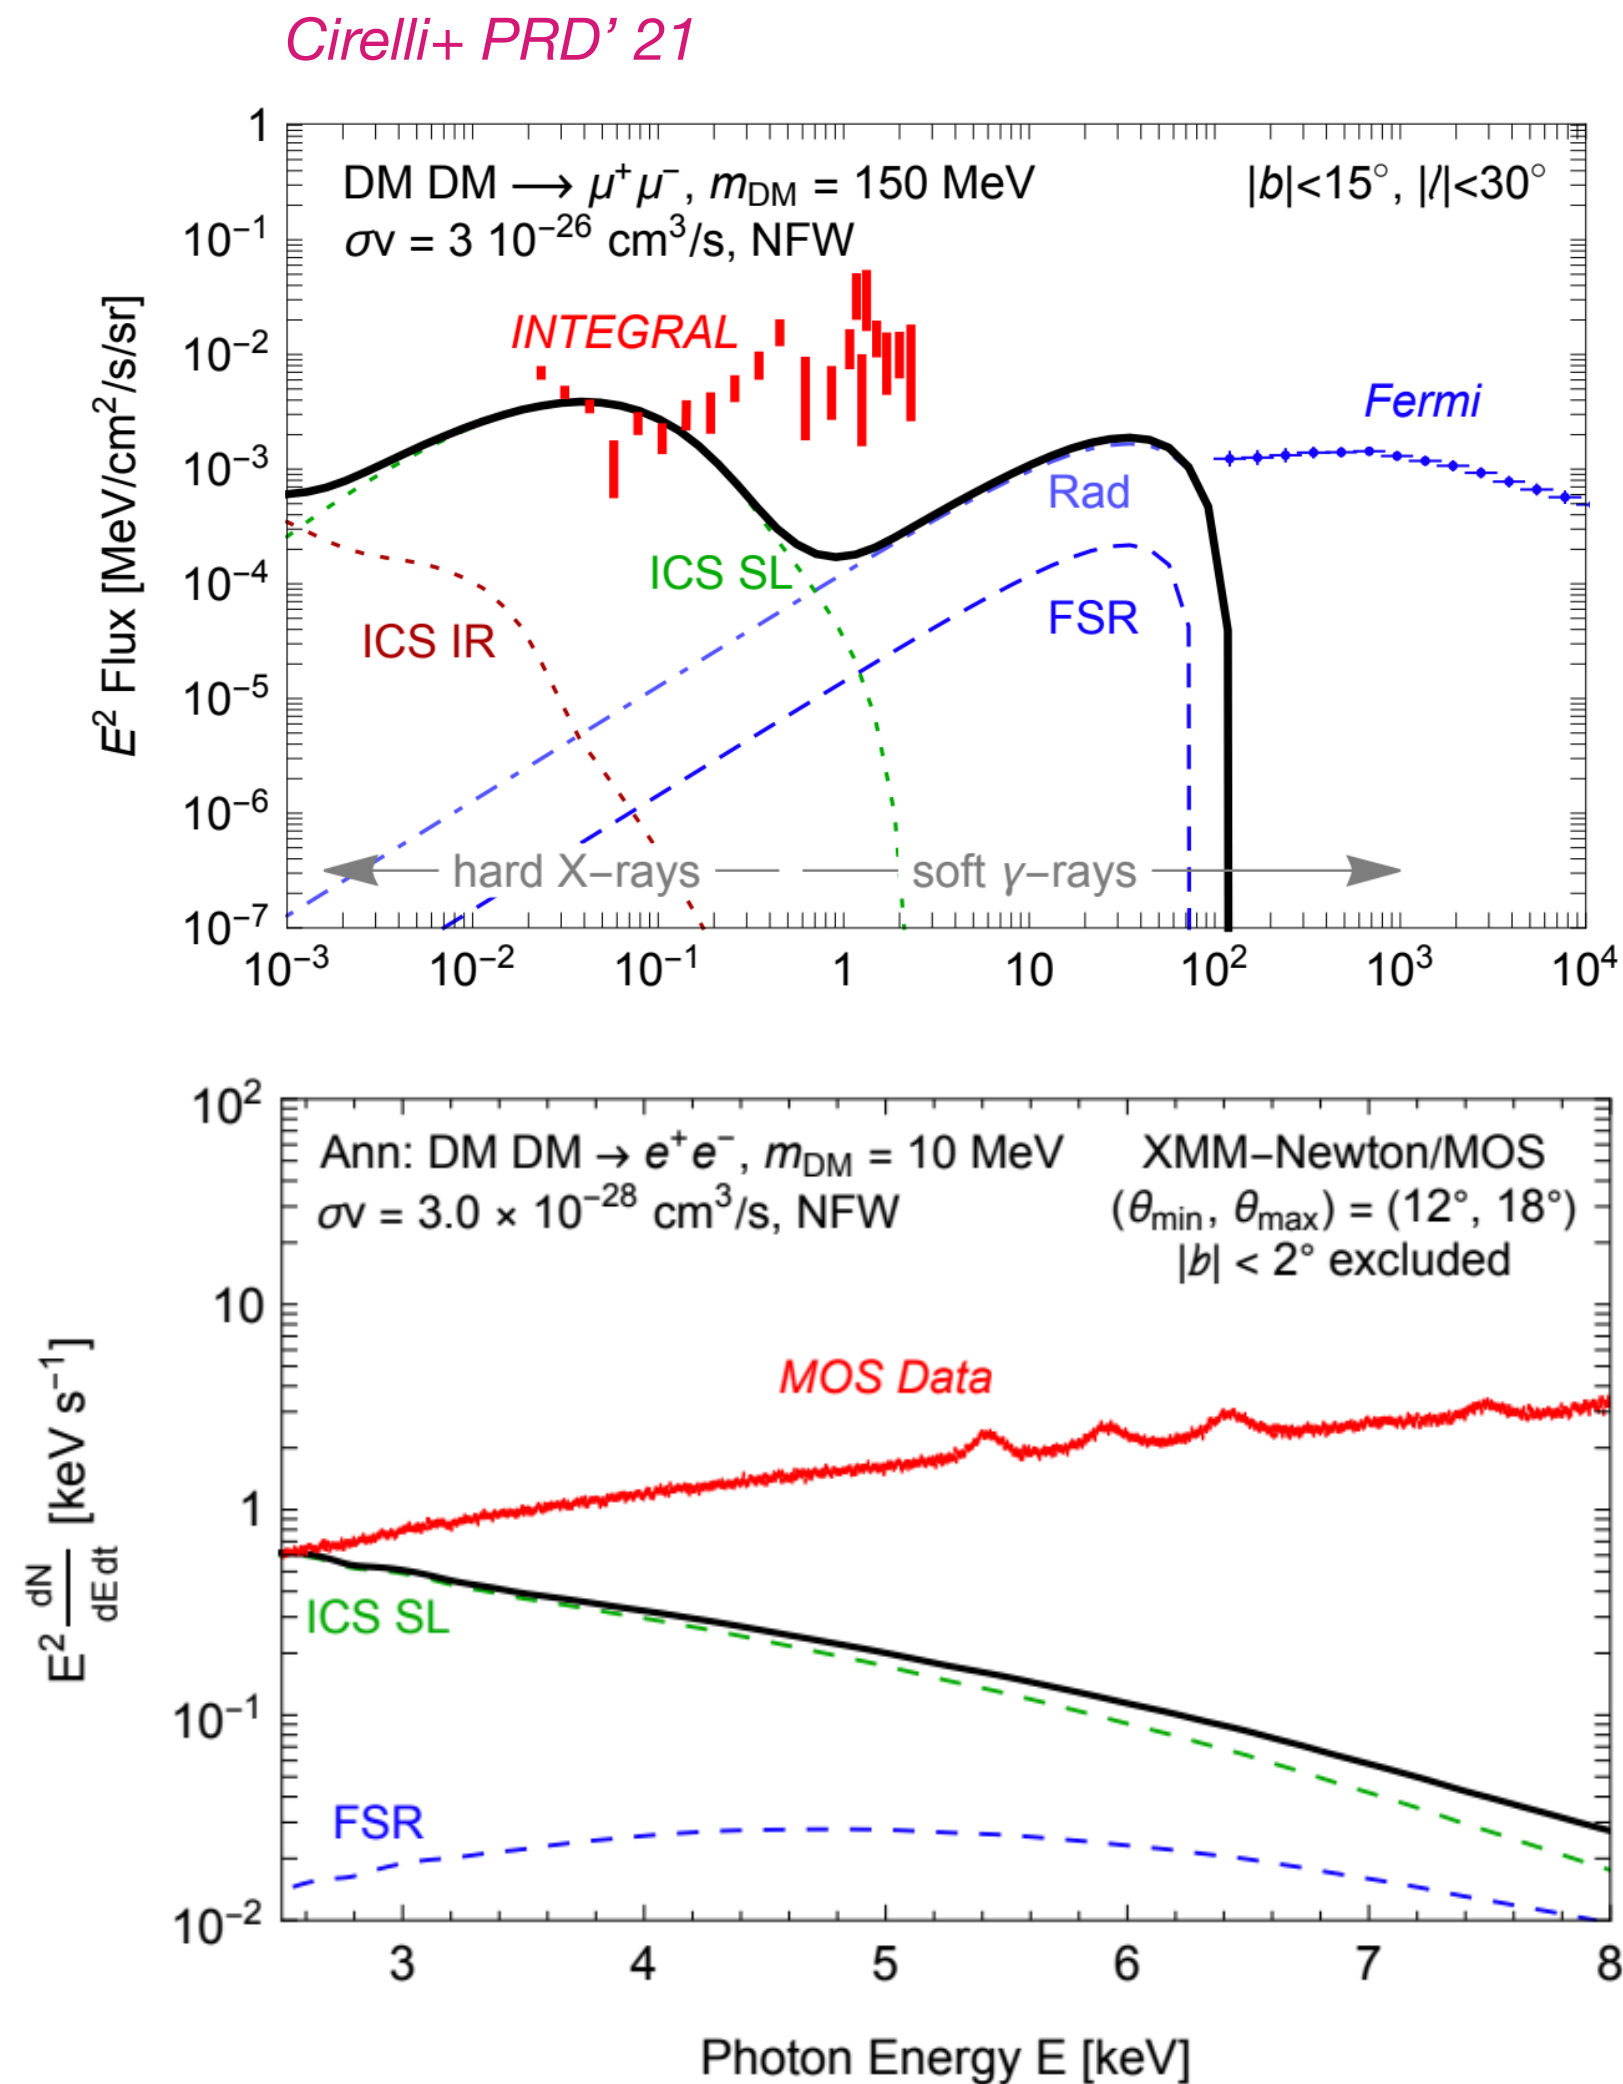 Cirelli+ PRD’ 21
1
DM DM ⟶ μ⁺μ⁻, m_DM = 150 MeV
|b|<15°, |l|<30°
σv = 3 10⁻²⁶ cm³/s, NFW
10⁻¹
INTEGRAL
10⁻²
Fermi
10⁻³
Rad
ICS SL
10⁻⁴
FSR
ICS IR
10⁻⁵
10⁻⁶
hard X–rays
soft γ–rays
10⁻⁷
E² Flux [MeV/cm²/s/sr]
10⁻³ 10⁻² 10⁻¹ 1 10 10² 10³ 10⁴
10²
Ann: DM DM → e⁺e⁻, m_DM = 10 MeV
XMM–Newton/MOS
σv = 3.0 × 10⁻²⁸ cm³/s, NFW
(θ_min, θ_max) = (12°, 18°)
|b| < 2° excluded
10
MOS Data
1
ICS SL
10⁻¹
FSR
10⁻²
E² dN/dE dt [keV s⁻¹]
3 4 5 6 7 8
Photon Energy E [keV]